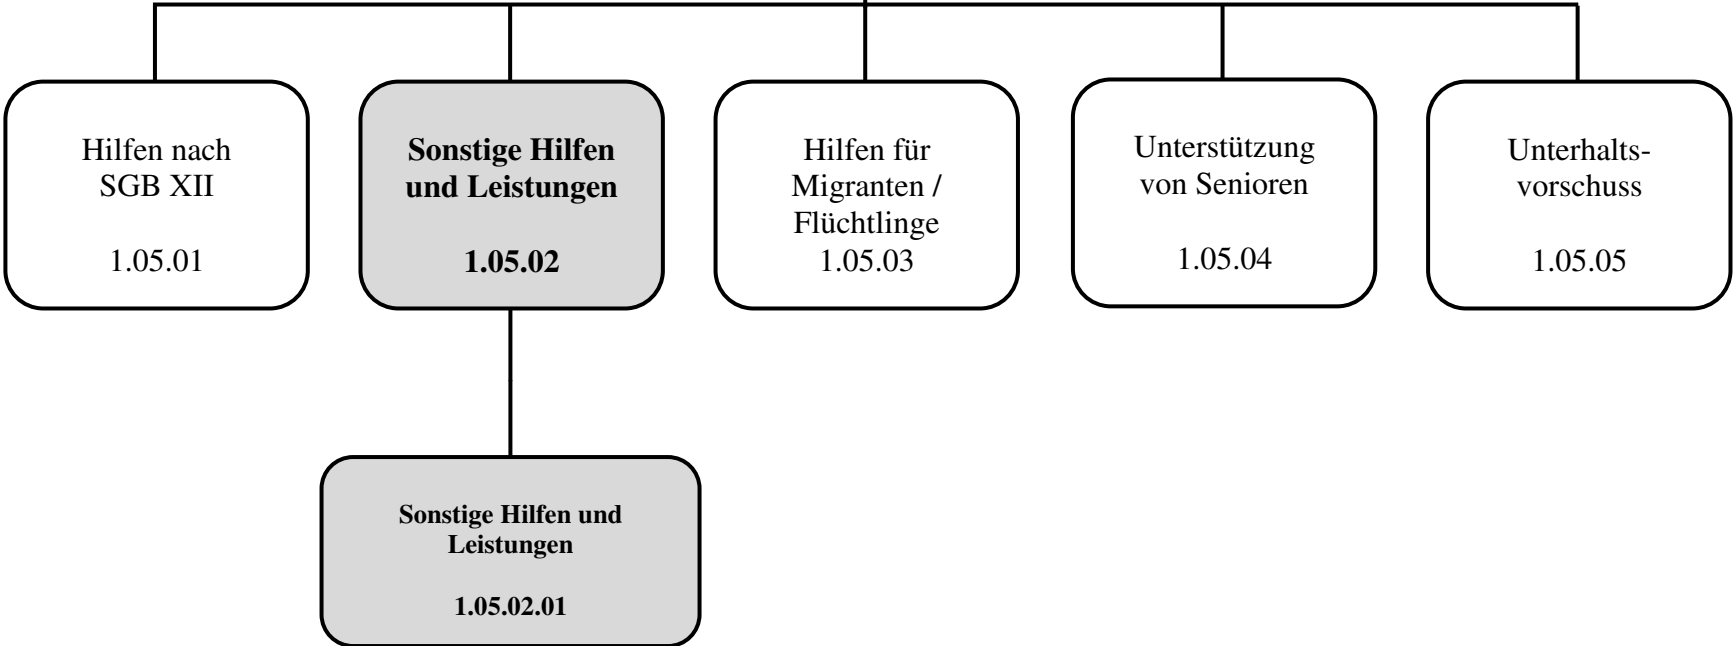 Hilfen nach
SGB XII
1.05.01
Sonstige Hilfen
und Leistungen
1.05.02
Hilfen für
Migranten /
Flüchtlinge
1.05.03
Unterstützung
von Senioren
1.05.04
Unterhalts-
vorschuss
1.05.05
Sonstige Hilfen und
Leistungen
1.05.02.01